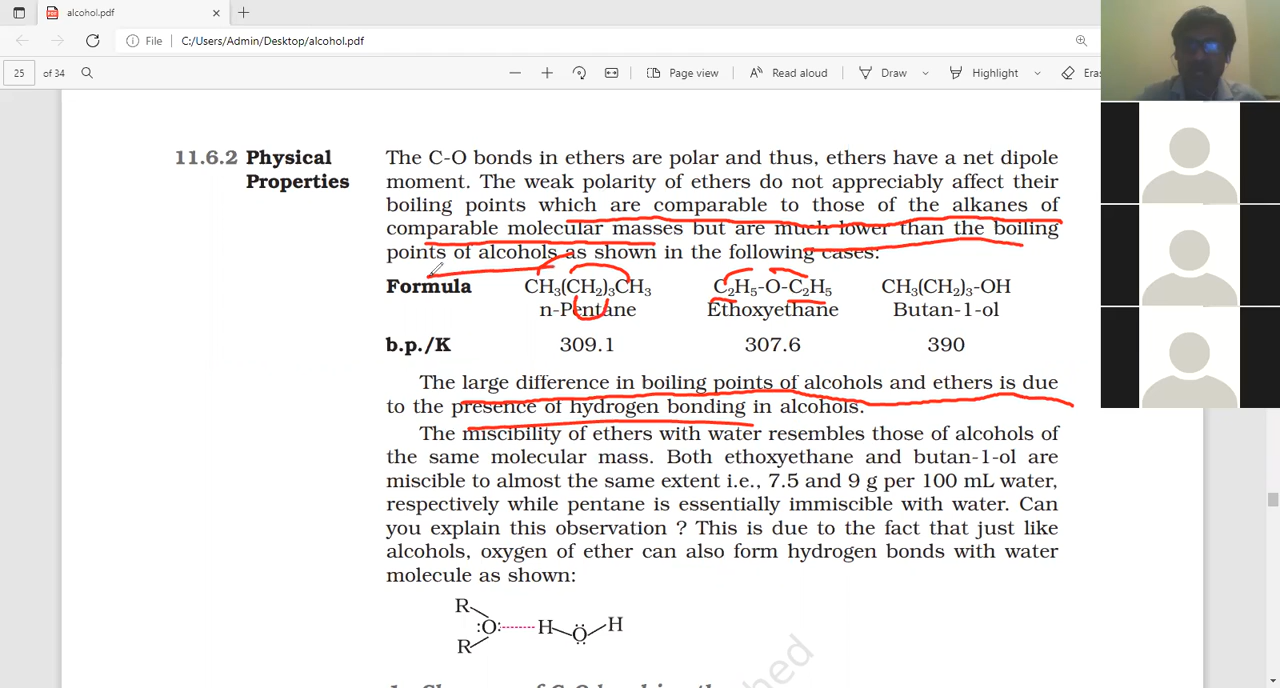 alcohol.pdf
File | C:/Users/Admin/Desktop/alcohol.pdf
25 of 34 Page view Read aloud Draw Highlight
11.6.2 Physical Properties
The C-O bonds in ethers are polar and thus, ethers have a net dipole
moment. The weak polarity of ethers do not appreciably affect their
boiling points which are comparable to those of the alkanes of
comparable molecular masses but are much lower than the boiling
points of alcohols as shown in the following cases:
Formula CH₃(CH₂)₃CH₃ C₂H₅-O-C₂H₅ CH₃(CH₂)₃-OH
n-Pentane Ethoxyethane Butan-1-ol
b.p./K 309.1 307.6 390
The large difference in boiling points of alcohols and ethers is due
to the presence of hydrogen bonding in alcohols.
The miscibility of ethers with water resembles those of alcohols of
the same molecular mass. Both ethoxyethane and butan-1-ol are
miscible to almost the same extent i.e., 7.5 and 9 g per 100 mL water,
respectively while pentane is essentially immiscible with water. Can
you explain this observation ? This is due to the fact that just like
alcohols, oxygen of ether can also form hydrogen bonds with water
molecule as shown:
R
:O: H O H
R